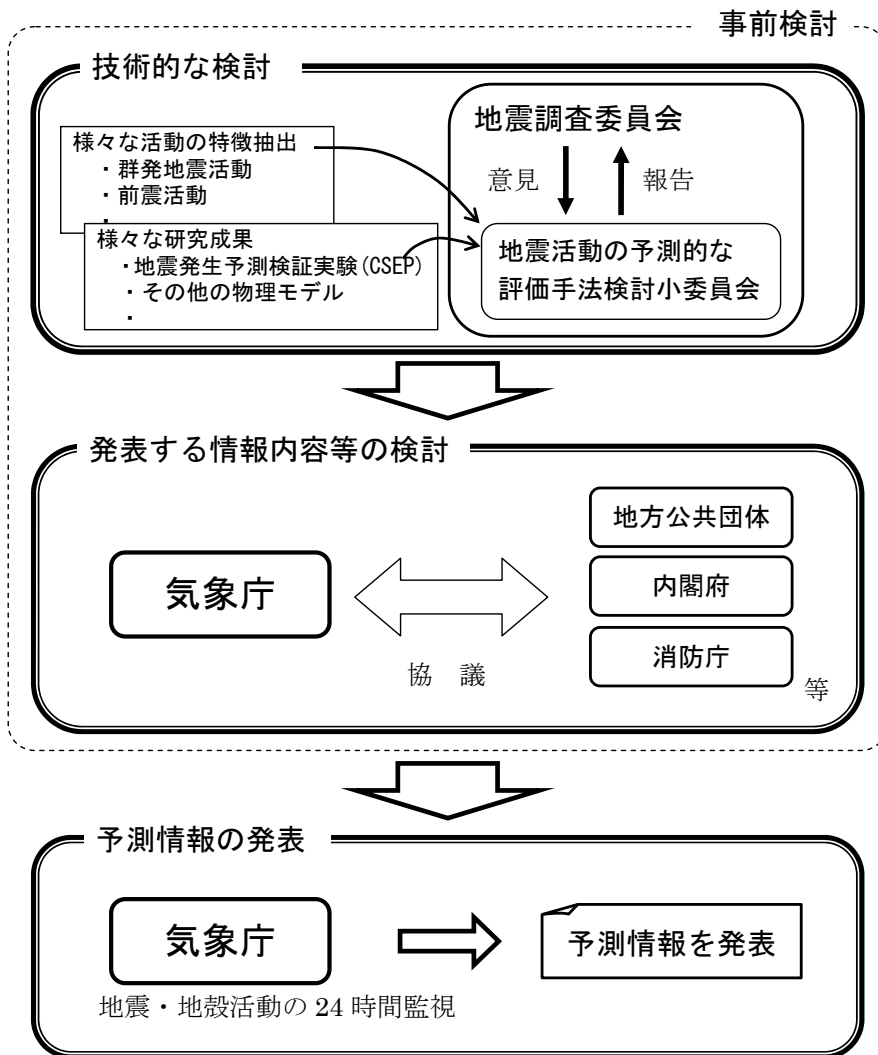 事前検討
技術的な検討
様々な活動の特徴抽出
・群発地震活動
・前震活動
・
様々な研究成果
・地震発生予測検証実験(CSEP)
・その他の物理モデル
・
地震調査委員会
意見
報告
地震活動の予測的な
評価手法検討小委員会
発表する情報内容等の検討
気象庁
協 議
地方公共団体
内閣府
消防庁
等
予測情報の発表
気象庁
予測情報を発表
地震・地殻活動の 24 時間監視